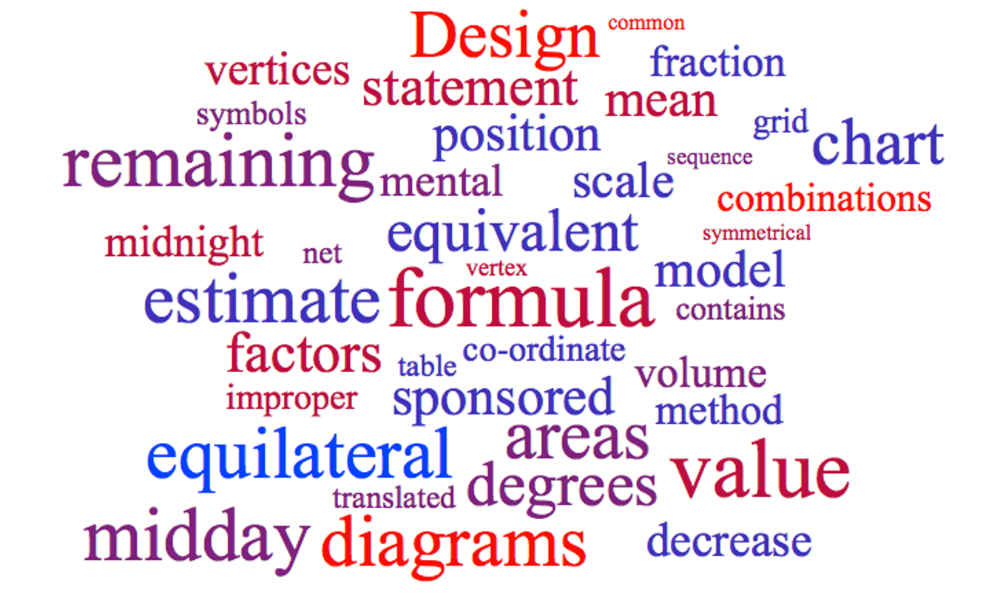 Design common
vertices statement mean fraction
symbols position grid chart
remaining mental scale sequence
combinations
midnight net equivalent symmetrical
vertex model
estimate formula contains
factors table co-ordinate volume
improper sponsored method
equilateral areas value
translated degrees
midday diagrams decrease